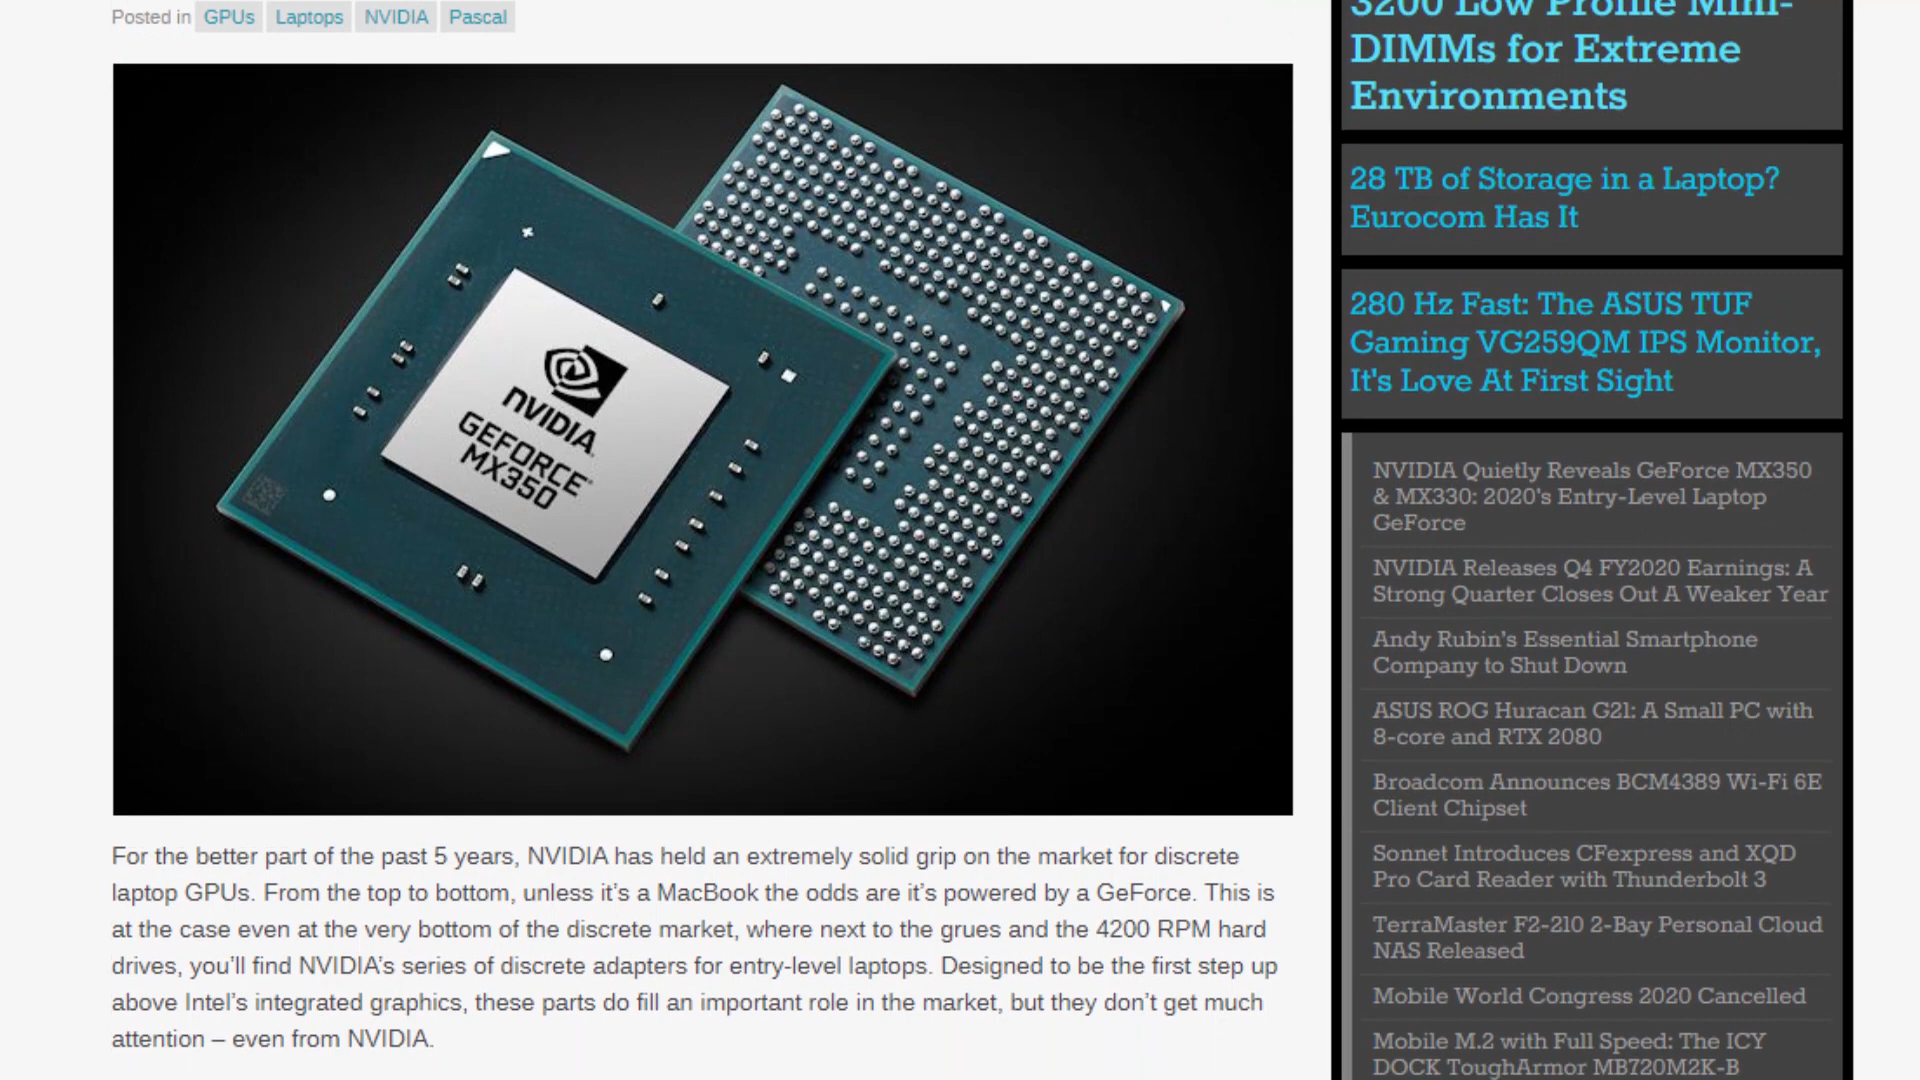 Posted in GPUs Laptops NVIDIA Pascal
NVIDIA
GEFORCE
MX350
For the better part of the past 5 years, NVIDIA has held an extremely solid grip on the market for discrete
laptop GPUs. From the top to bottom, unless it’s a MacBook the odds are it’s powered by a GeForce. This is
at the case even at the very bottom of the discrete market, where next to the grues and the 4200 RPM hard
drives, you’ll find NVIDIA’s series of discrete adapters for entry-level laptops. Designed to be the first step up
above Intel’s integrated graphics, these parts do fill an important role in the market, but they don’t get much
attention – even from NVIDIA.
3200 Low Profile Mini-
DIMMs for Extreme
Environments
28 TB of Storage in a Laptop?
Eurocom Has It
280 Hz Fast: The ASUS TUF
Gaming VG259QM IPS Monitor,
It's Love At First Sight
NVIDIA Quietly Reveals GeForce MX350
& MX330: 2020's Entry-Level Laptop
GeForce
NVIDIA Releases Q4 FY2020 Earnings: A
Strong Quarter Closes Out A Weaker Year
Andy Rubin’s Essential Smartphone
Company to Shut Down
ASUS ROG Huracan G21: A Small PC with
8-core and RTX 2080
Broadcom Announces BCM4389 Wi-Fi 6E
Client Chipset
Sonnet Introduces CFexpress and XQD
Pro Card Reader with Thunderbolt 3
TerraMaster F2-210 2-Bay Personal Cloud
NAS Released
Mobile World Congress 2020 Cancelled
Mobile M.2 with Full Speed: The ICY
DOCK ToughArmor MB720M2K-B